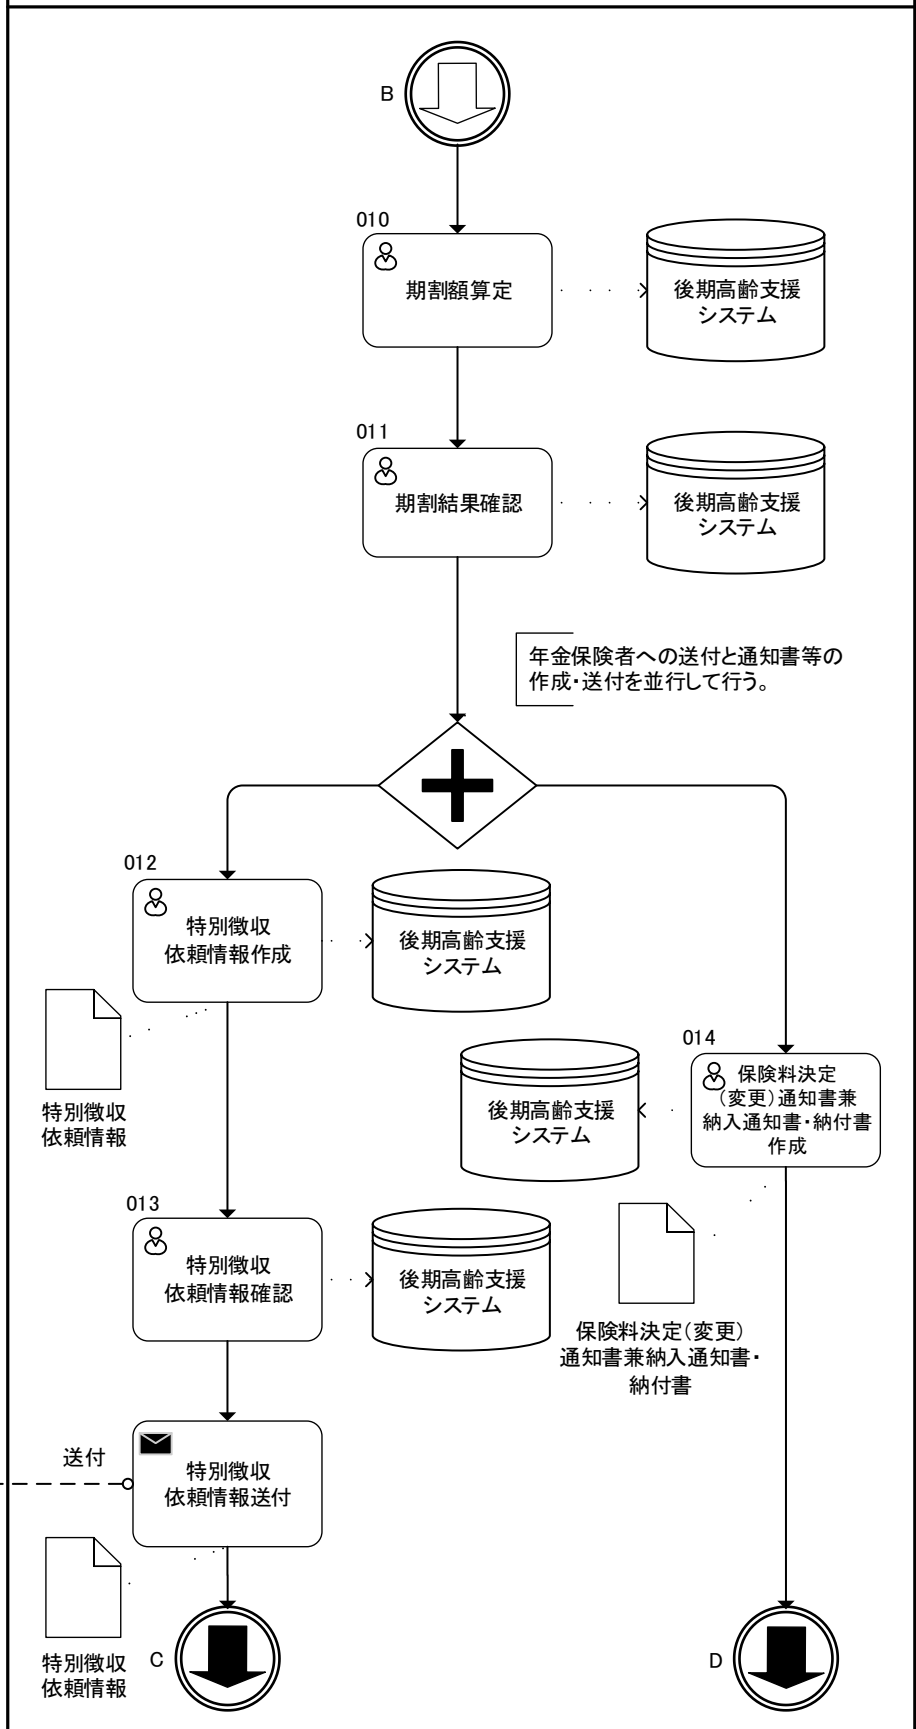 B
010
期割額算定
後期高齢支援
システム
011
期割結果確認
後期高齢支援
システム
年金保険者への送付と通知書等の
作成・送付を並行して行う。
012
特別徴収
依頼情報作成
後期高齢支援
システム
特別徴収
依頼情報
014
保険料決定
(変更)通知書兼
納入通知書・納付書
作成
後期高齢支援
システム
013
特別徴収
依頼情報確認
後期高齢支援
システム
保険料決定(変更)
通知書兼納入通知書・
納付書
送付
特別徴収
依頼情報送付
特別徴収
依頼情報
C
D